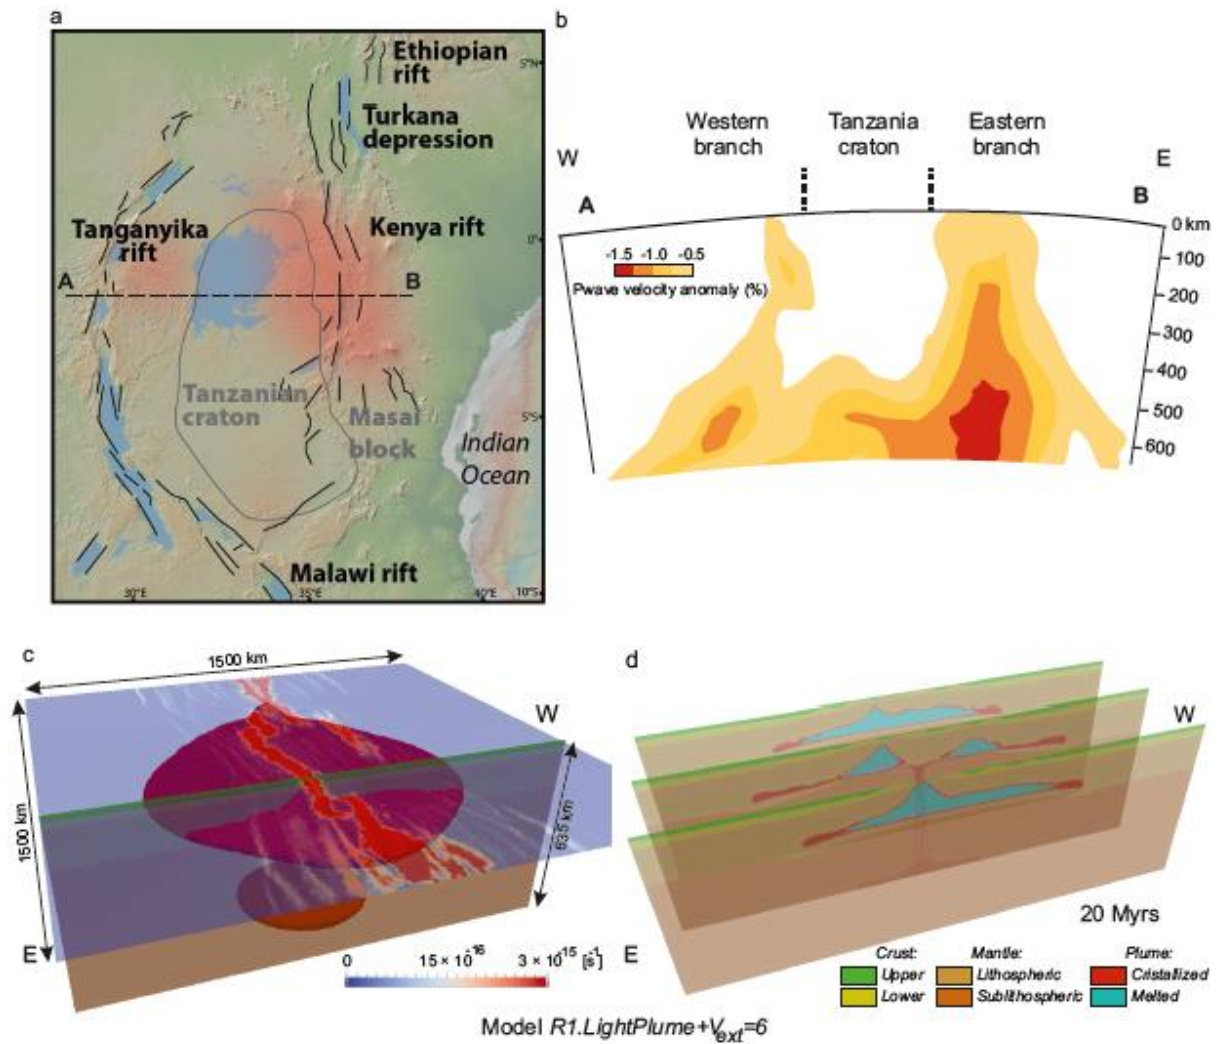 a
Ethiopian
rift
5°N
Turkana
depression
Tanganyika
rift
Kenya rift
0°
A
B
Tanzanian
craton
Masai
block
5°S
Indian
Ocean
Malawi rift
30°E
35°E
40°E
10°S
b
Western
branch
Tanzania
craton
Eastern
branch
W
E
A
B
0 km
100
200
300
400
500
600
-1.5 -1.0 -0.5
Pwave velocity anomaly (%)
c
1500 km
W
1500 km
635 km
E
0 15 × 10⁻¹⁶ 3 × 10⁻¹⁵ [s⁻¹]
d
W
20 Myrs
E
Crust: Mantle: Plume:
Upper Lithospheric Cristallized
Lower Sublithospheric Melted
Model R1.LightPlume+Vext=6